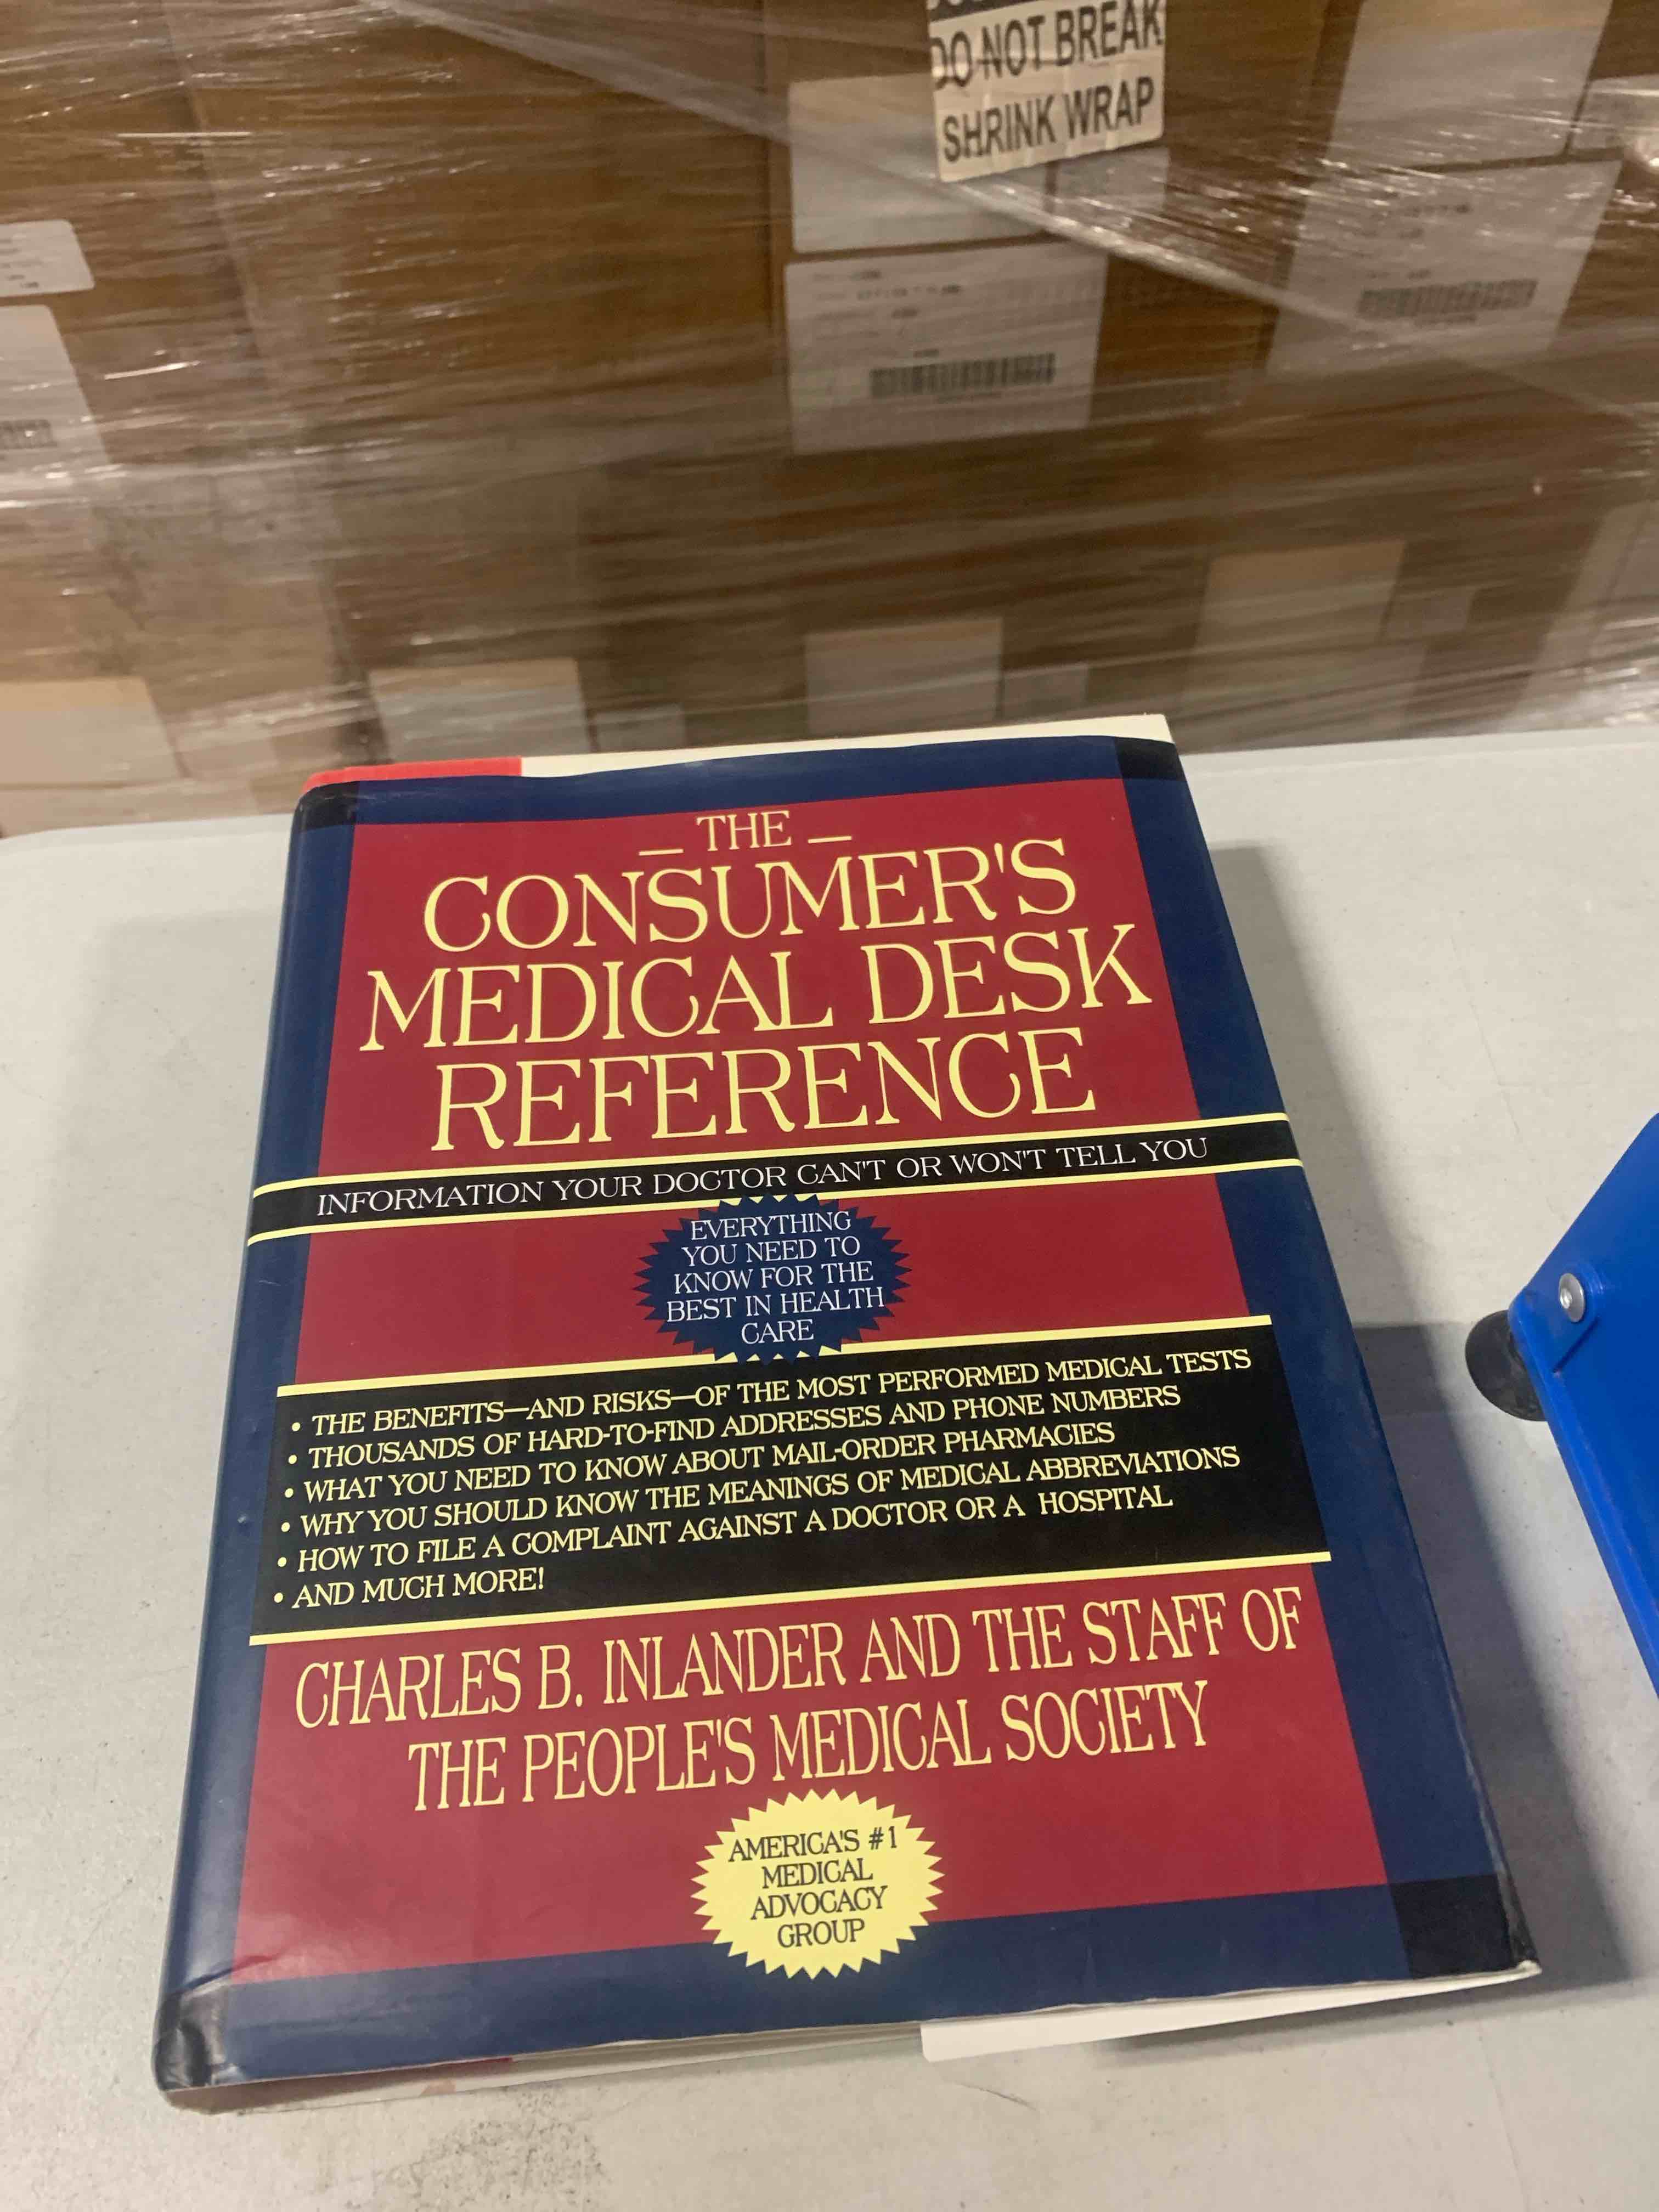 DO NOT BREAK
SHRINK WRAP
— THE —
CONSUMER'S
MEDICAL DESK
REFERENCE
INFORMATION YOUR DOCTOR CAN'T OR WON'T TELL YOU
EVERYTHING
YOU NEED TO
KNOW FOR THE
BEST IN HEALTH
CARE
• THE BENEFITS—AND RISKS—OF THE MOST PERFORMED MEDICAL TESTS
• THOUSANDS OF HARD-TO-FIND ADDRESSES AND PHONE NUMBERS
• WHAT YOU NEED TO KNOW ABOUT MAIL-ORDER PHARMACIES
• WHY YOU SHOULD KNOW THE MEANINGS OF MEDICAL ABBREVIATIONS
• HOW TO FILE A COMPLAINT AGAINST A DOCTOR OR A HOSPITAL
• AND MUCH MORE!
CHARLES B. INLANDER AND THE STAFF OF
THE PEOPLE'S MEDICAL SOCIETY
AMERICA'S #1
MEDICAL
ADVOCACY
GROUP